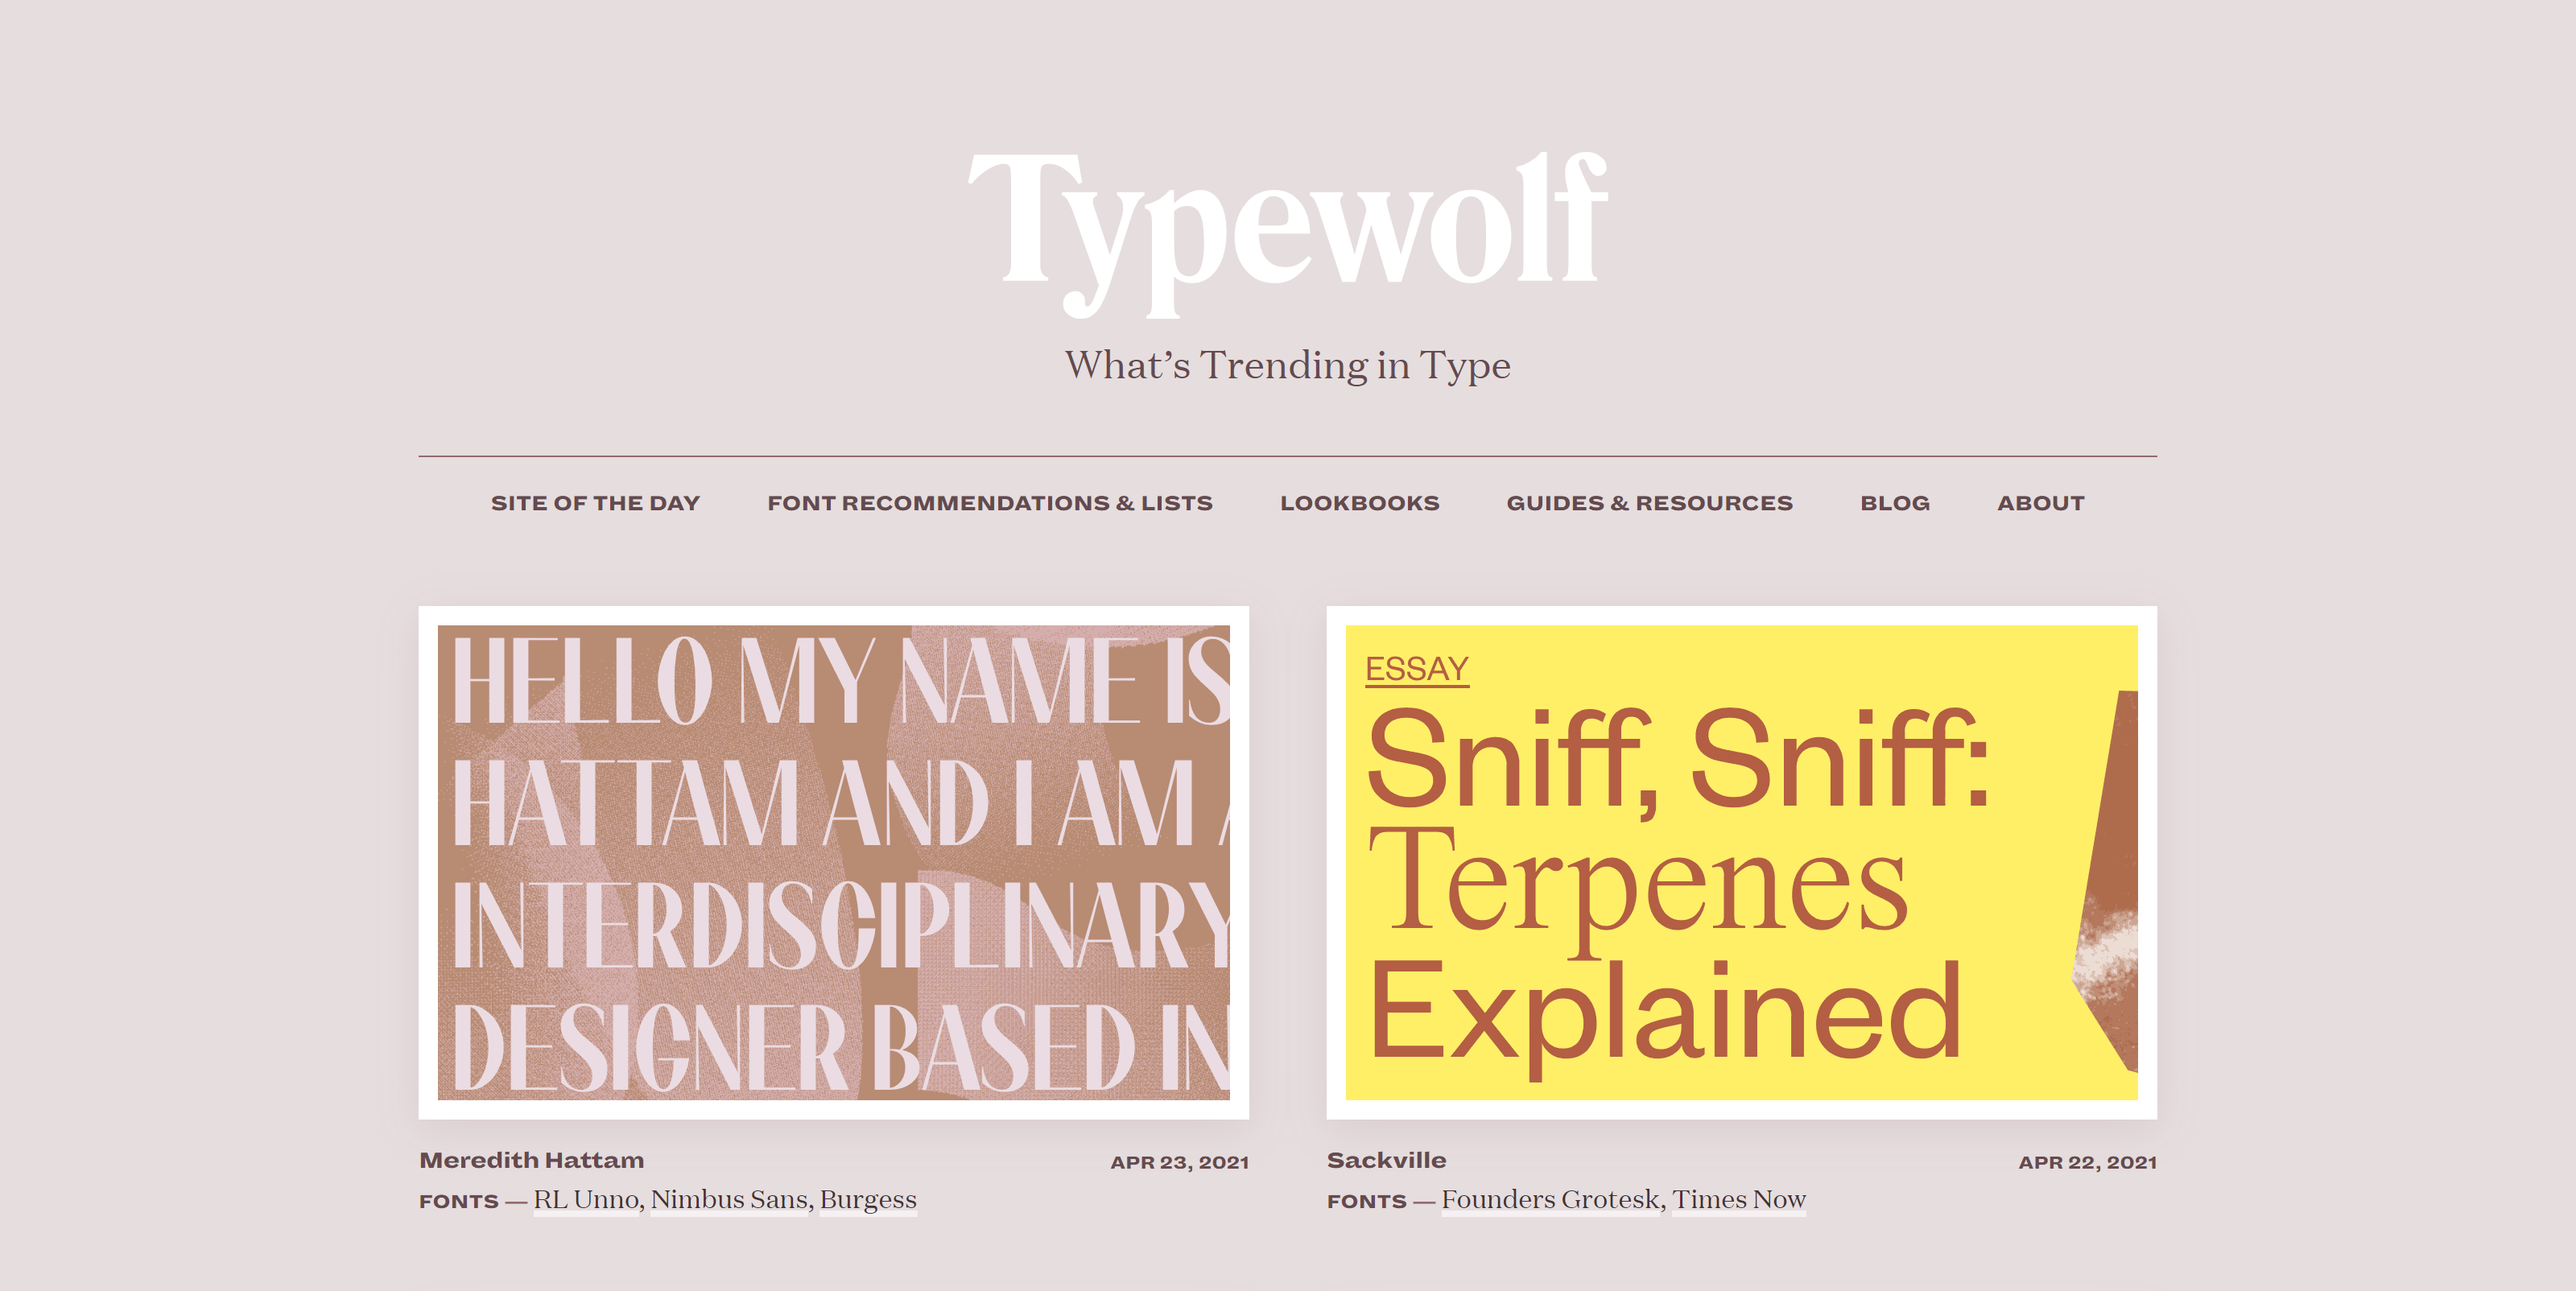 Typewolf
What’s Trending in Type
SITE OF THE DAY FONT RECOMMENDATIONS & LISTS LOOKBOOKS GUIDES & RESOURCES BLOG ABOUT
HELLO MY NAME IS
HATTAM AND I AM
INTERDISCIPLINARY
DESIGNER BASED IN
Meredith Hattam APR 23, 2021
FONTS — RL Unno, Nimbus Sans, Burgess
ESSAY
Sniff, Sniff:
Terpenes
Explained
Sackville APR 22, 2021
FONTS — Founders Grotesk, Times Now